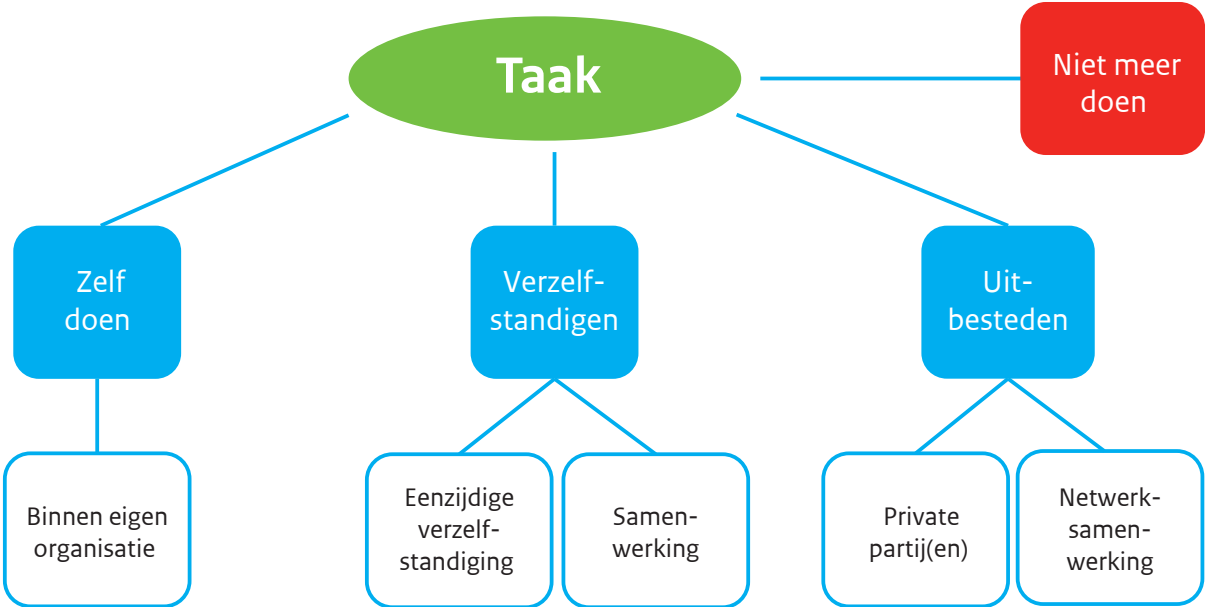 Taak
Niet meer
doen
Zelf
doen
Verzelf-
standigen
Uit-
besteden
Binnen eigen
organisatie
Eenzijdige
verzelf-
standiging
Samen-
werking
Private
partij(en)
Netwerk-
samen-
werking